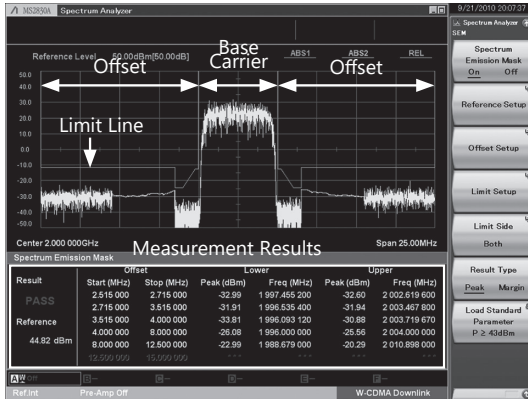 MS2850A Spectrum Analyzer
9/21/2010 20:07:37
Spectrum Analyzer
SEM
Reference Level 50.00dBm[50.00dB]
ABS1 ABS2 REL
Base
Carrier
Offset
Offset
Limit Line
50.0
40.0
30.0
20.0
10.0
0.0
-10.0
-20.0
-30.0
-40.0
-50.0
Center 2.000 000GHz
Span 25.00MHz
Measurement Results
Spectrum Emission Mask
Result
PASS
Reference
44.82 dBm
Offset Lower Upper
Start (MHz) Stop (MHz) Peak (dBm) Freq (MHz) Peak (dBm) Freq (MHz)
2.515 000 2.715 000 -32.99 1 997.455 200 -32.60 2 002.619 600
2.715 000 3.515 000 -31.91 1 996.535 400 -31.94 2 003.467 800
3.515 000 4.000 000 -33.81 1 996.093 120 -30.88 2 003.719 670
4.000 000 8.000 000 -26.08 1 996.000 000 -25.56 2 004.000 000
8.000 000 12.500 000 -22.99 1 988.679 000 -20.29 2 010.898 000
12.500 000 15.000 000 --- --- --- ---
Off
Ref.Int Pre-Amp Off
W-CDMA Downlink
Spectrum
Emission Mask
On Off
Reference Setup
Offset Setup
Limit Setup
Limit Side
Both
Result Type
Peak Margin
Load Standard
Parameter
P ≥ 43dBm